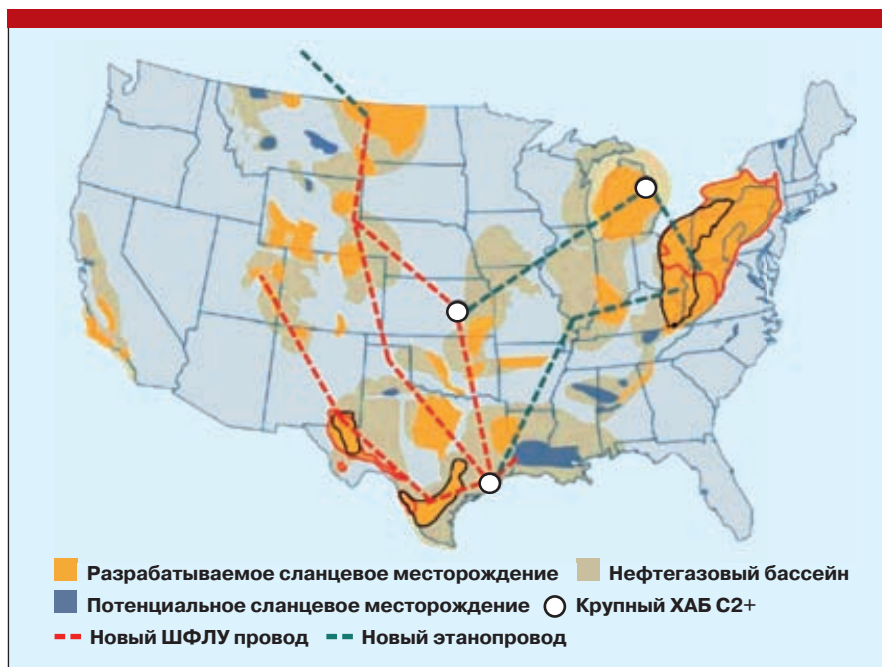 Разрабатываемое сланцевое месторождение Нефтегазовый бассейн
Потенциальное сланцевое месторождение Крупный ХАБ С2+
Новый ШФЛУ провод Новый этанопровод